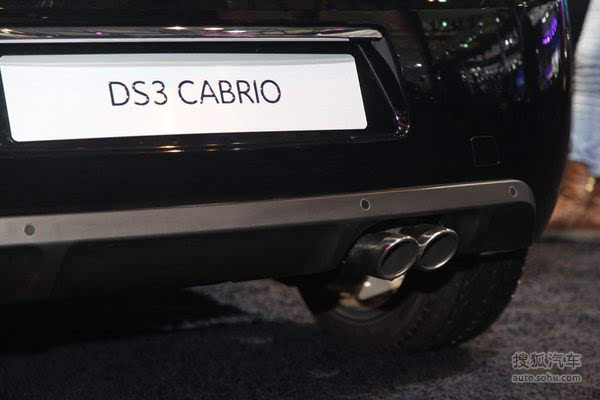 DS3 CABRIO
搜狐汽车
auto.sohu.com